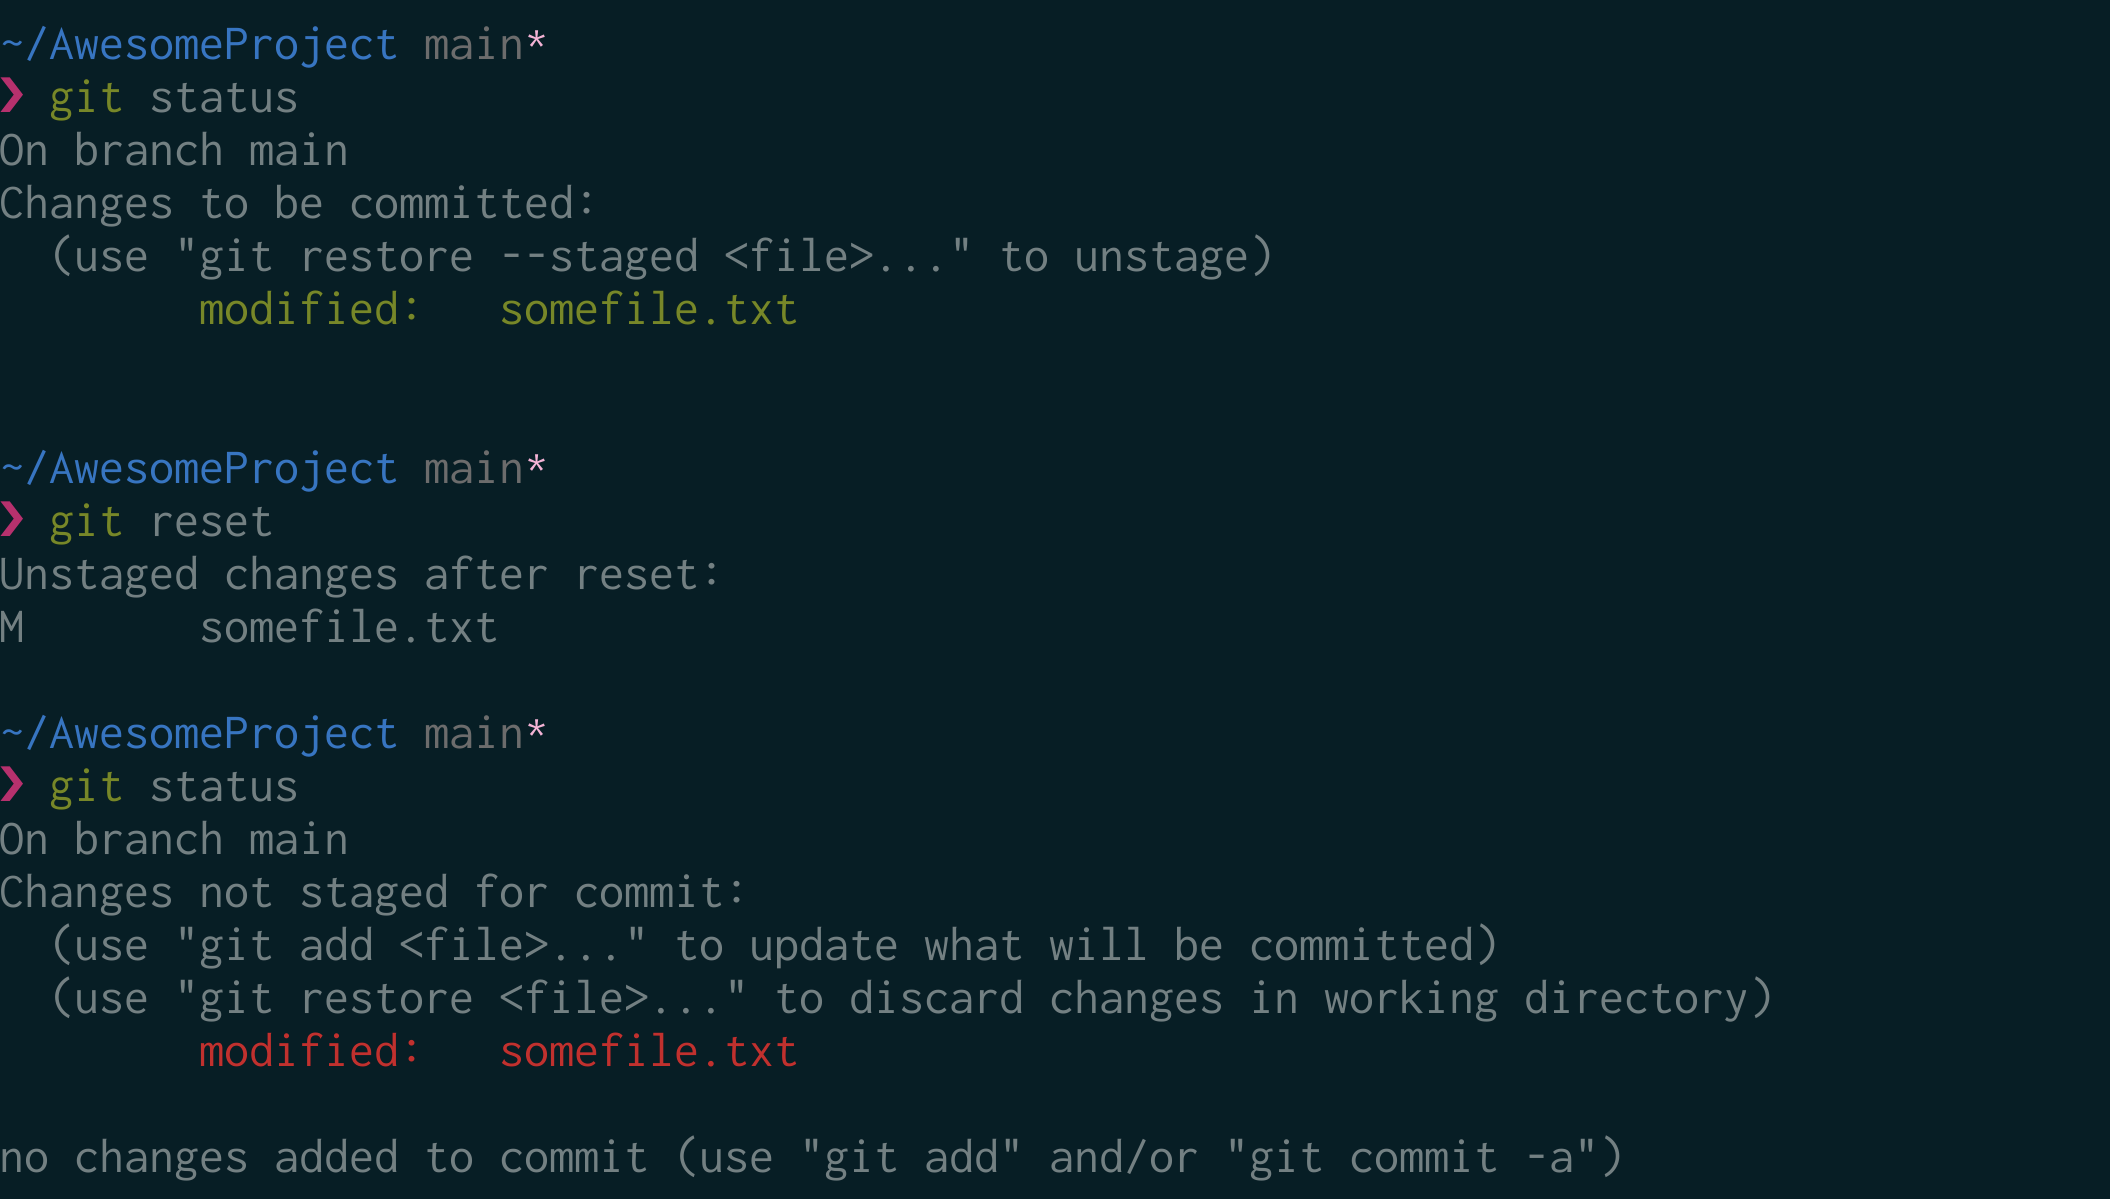 ~/AwesomeProject main*
❯ git status
On branch main
Changes to be committed:
  (use "git restore --staged <file>..." to unstage)
        modified:   somefile.txt
~/AwesomeProject main*
❯ git reset
Unstaged changes after reset:
M       somefile.txt
~/AwesomeProject main*
❯ git status
On branch main
Changes not staged for commit:
  (use "git add <file>..." to update what will be committed)
  (use "git restore <file>..." to discard changes in working directory)
        modified:   somefile.txt
no changes added to commit (use "git add" and/or "git commit -a")